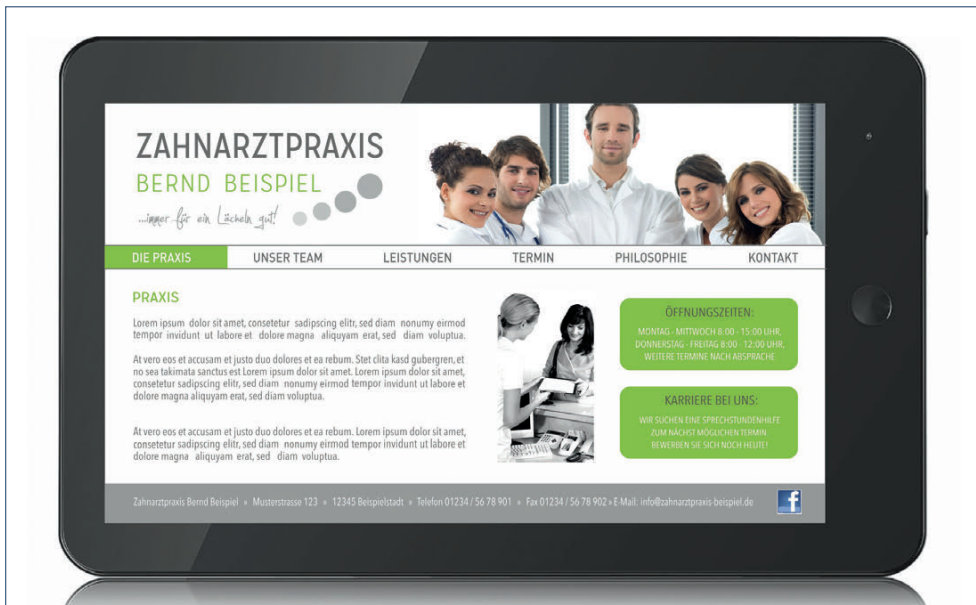 ZAHNARZTPRAXIS
BERND BEISPIEL
...immer für ein Lächeln gut!
DIE PRAXIS UNSER TEAM LEISTUNGEN TERMIN PHILOSOPHIE KONTAKT
PRAXIS
Lorem ipsum dolor sit amet, consetetur sadipscing elitr, sed diam nonumy eirmod
tempor invidunt ut labore et dolore magna aliquyam erat, sed diam voluptua.
At vero eos et accusam et justo duo dolores et ea rebum. Stet clita kasd gubergren, et
no sea takimata sanctus est Lorem ipsum dolor sit amet. Lorem ipsum dolor sit amet,
consetetur sadipscing elitr, sed diam nonumy eirmod tempor invidunt ut labore et
dolore magna aliquyam erat, sed diam voluptua.
At vero eos et accusam et justo duo dolores et ea rebum. Lorem ipsum dolor sit amet,
consetetur sadipscing elitr, sed diam nonumy eirmod tempor invidunt ut labore et
dolore magna aliquyam erat, sed diam voluptua.
ÖFFNUNGSZEITEN:
MONTAG - MITTWOCH 8:00 - 15:00 UHR,
DONNERSTAG - FREITAG 8:00 - 12:00 UHR,
WEITERE TERMINE NACH ABSPRACHE
KARRIERE BEI UNS:
WIR SUCHEN EINE SPRECHSTUNDENHILFE
ZUM NÄCHST MÖGLICHEN TERMIN
BEWERBEN SIE SICH NOCH HEUTE!
Zahnarztpraxis Bernd Beispiel » Musterstrasse 123 » 12345 Beispielstadt » Telefon 01234 / 56 78 901 » Fax 01234 / 56 78 902 » E-Mail: info@zahnarztpraxis-beispiel.de
f